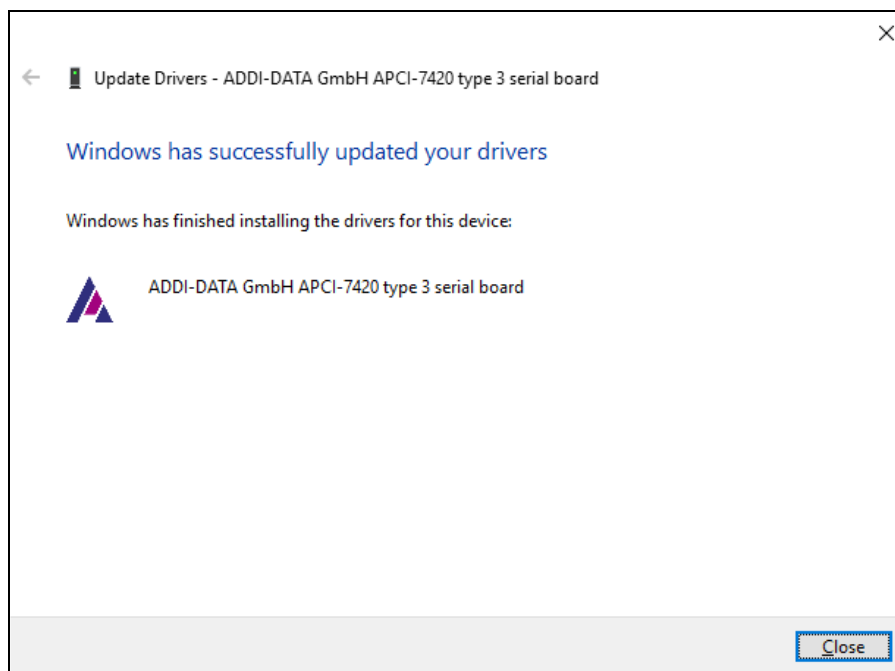 Update Drivers - ADDI-DATA GmbH APCI-7420 type 3 serial board
Windows has successfully updated your drivers
Windows has finished installing the drivers for this device:
ADDI-DATA GmbH APCI-7420 type 3 serial board
Close